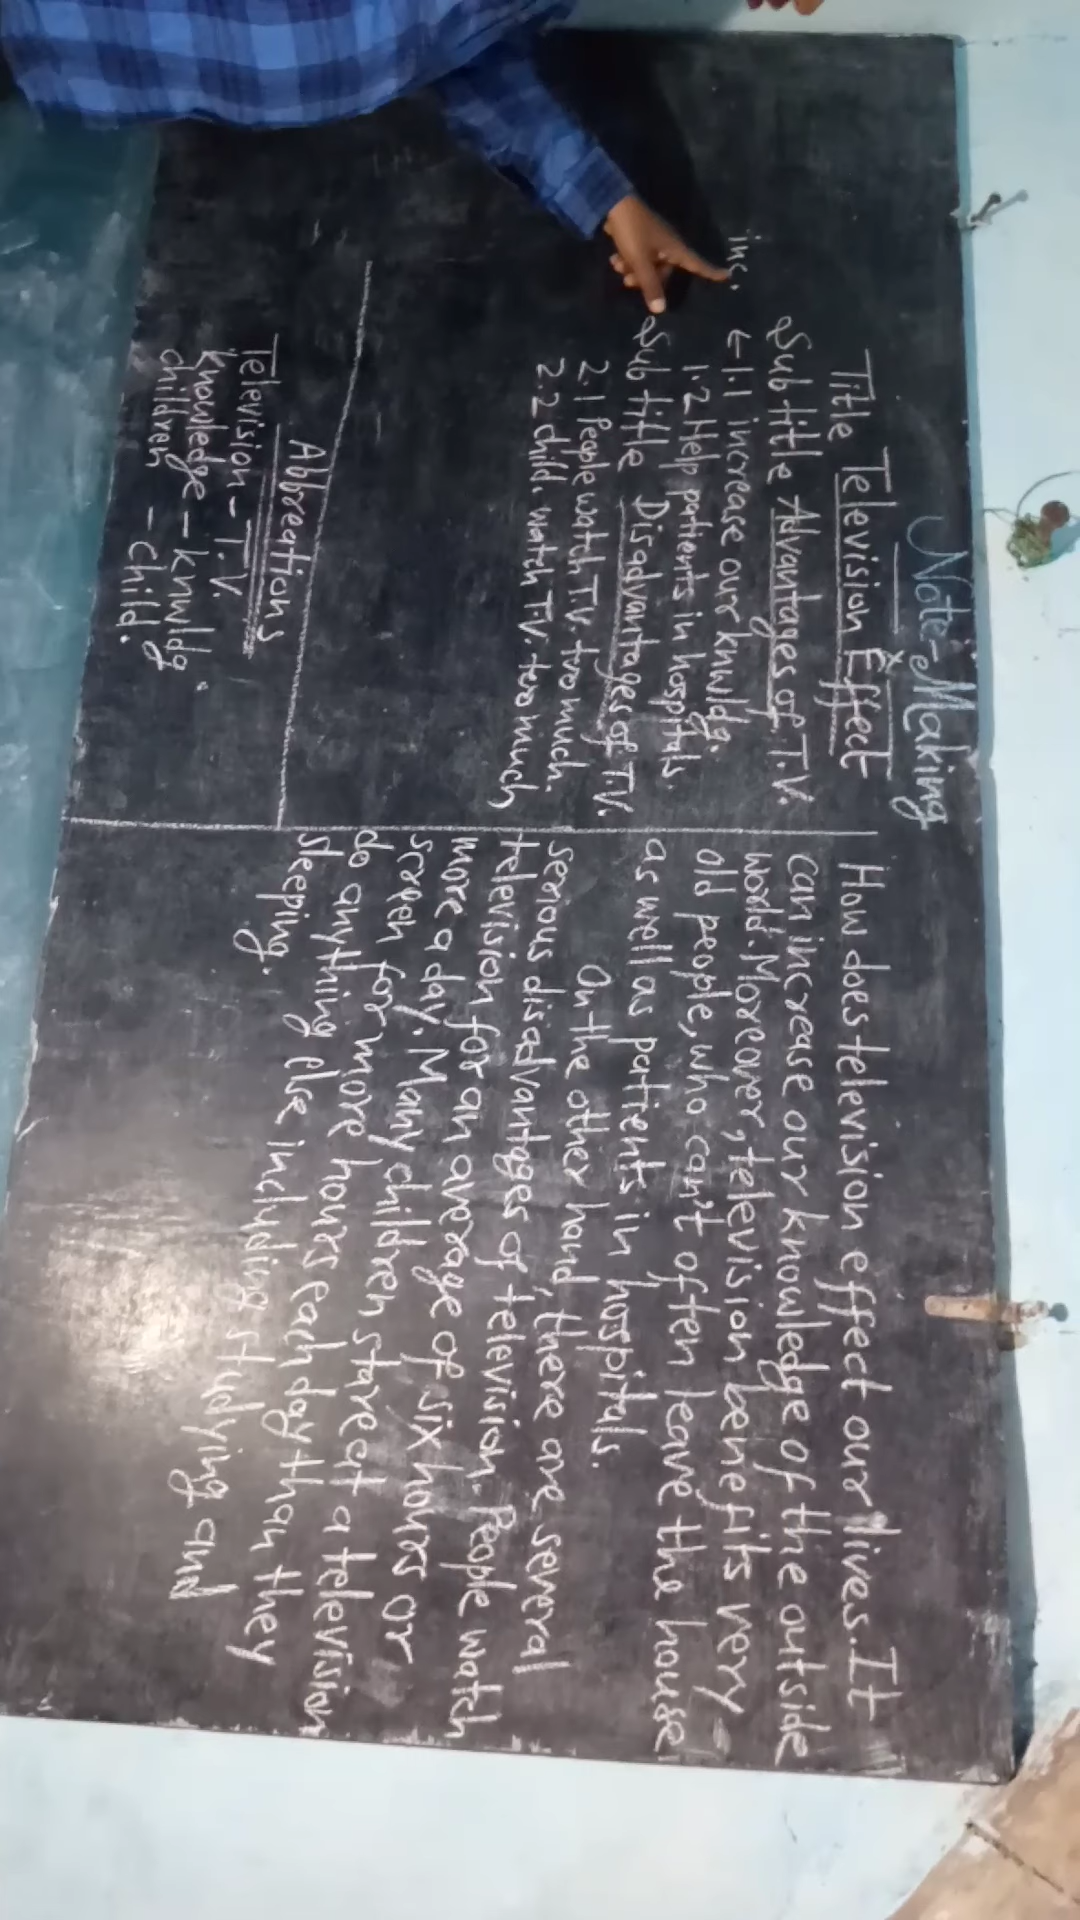 Note-Making
Title Television Effect
Sub title Advantages of T.V.
inc. ← 1.1 increase our knwldg.
1.2 Help patients in hospitals.
Sub title Disadvantages of T.V.
2.1 People watch T.V. two much.
2.2 child. watch T.V. two much
Abbreations
Television - T.V.
Knowledge - knwldg.
children - child.
How does television effect our lives. It
can increase our knowledge of the outside
world. Moreover, television benefits very
old people, who can't often leave the house
as well as patients in hospitals.
On the other hand, there are several
serious disadvantages of television. People watch
television for an average of six hours or
more a day. Many children stare at a television
screen for more hours each day than they
do anything else including studying and
sleeping.